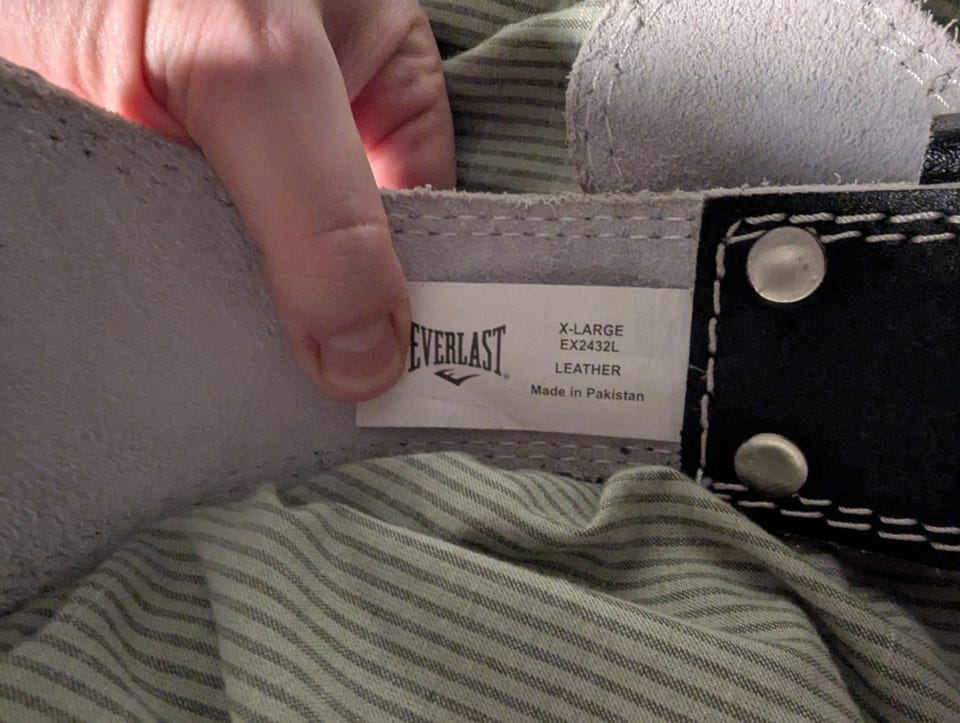 EVERLAST
X-LARGE
EX2432L
LEATHER
Made in Pakistan